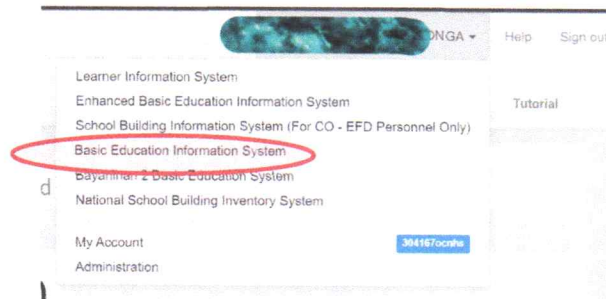 ONGA Help Sign out
Learner Information System
Enhanced Basic Education Information System
Tutorial
School Building Information System (For CO - EFD Personnel Only)
Basic Education Information System
Bayanihan 2 Basic Education System
d
National School Building Inventory System
My Account 304167ocnhs
Administration